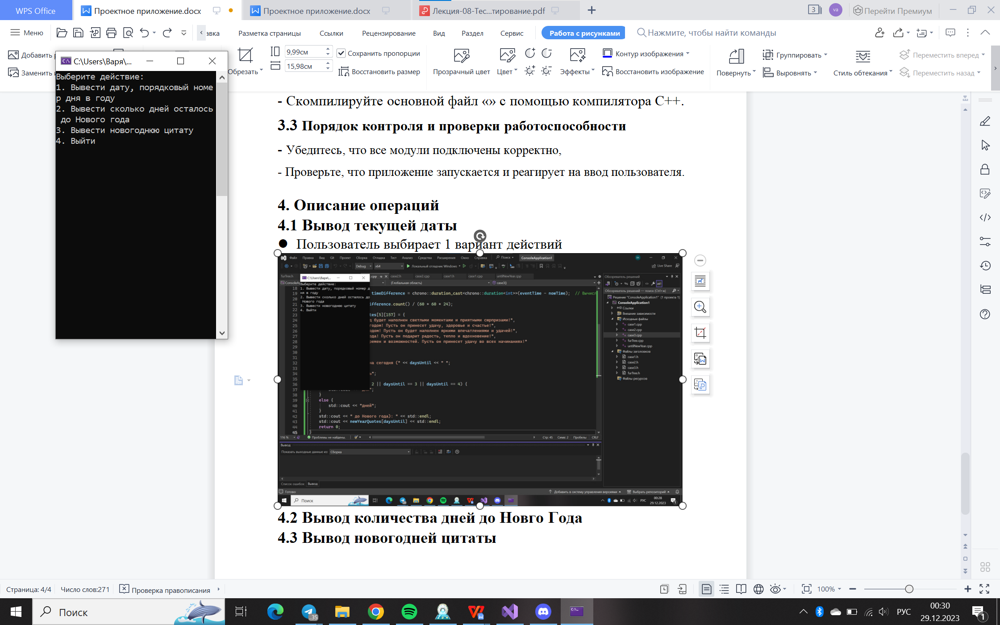 WPS Office
Проектное приложение.docx
Проектное приложение.docx
Лекция-08-Тес...тирование.pdf
3
va
Перейти Премиум
Меню
авка
Разметка страницы
Ссылки
Рецензирование
Вид
Раздел
Сервис
Работа с рисунками
Нажмите, чтобы найти команды
Добавить
Заменить
Обрезать
9,99см
15,98см
Сохранить пропорции
Восстановить размер
Прозрачный цвет
Цвет
Эффекты
Контур изображения
Восстановить изображение
Повернуть
Группировать
Выровнять
Стиль обтекания
Переместить вперед
Переместить назад
C:\Users\Варя\...
Выберите действие:
1. Вывести дату, порядковый номе
р дня в году
2. Вывести сколько дней осталось
до Нового года
3. Вывести новогоднюю цитату
4. Выйти
- Скомпилируйте основной файл «» с помощью компилятора C++.
3.3 Порядок контроля и проверки работоспособности
- Убедитесь, что все модули подключены корректно,
- Проверьте, что приложение запускается и реагирует на ввод пользователя.
4. Описание операций
4.1 Вывод текущей даты
● Пользователь выбирает 1 вариант действий
Файл Правка Вид Git Проект Сборка Отладка Тест Анализ Средства Расширения Окно Справка Поиск ConsoleApplication1
Debug x64 Локальный отладчик Windows Live Share
furTree.h .cpp case2.h case2.cpp case1.h case1.cpp untilNewYear.cpp
(Глобальная область) case3()
C:\Users\Варя\...
Выберите действие:
1. Вывести дату, порядковый номер д
ня в году
2. Вывести сколько дней осталось до
Нового года
3. Вывести новогоднюю цитату
4. Выйти
18
19 timeDifference = chrono::duration_cast<chrono::duration<int>>(eventTime - nowTime); // Вычисл
20
21 ifference.count() / (60 * 60 * 24);
22
23 tes[5][157] = {
24 д будет наполнен светлыми моментами и приятными сюрпризами!",
25 годом! Пусть он принесет удачу, здоровье и счастье!",
26 одом! Пусть он будет наполнен яркими впечатлениями и удачей!",
27 ода! Пусть он подарит радость, тепло и вдохновение!",
28 ремен и возможностей. Пусть он принесет удачу во всех начинаниях!"
29
30
31
32 на сегодня (" << daysUntil << " ";
33
34 ь";
35
36 2 || daysUntil == 3 || daysUntil == 4) {
37
38 }
39 else {
40 std::cout << "дней";
41 }
42 std::cout << " до Нового года): " << std::endl;
43 std::cout << newYearQuotes[daysUntil] << std::endl;
44 return 0;
45 }
116 % Проблемы не найдены. Стр: 45 Симв: 2 Пробелы CRLF
Вывод
Показать выходные данные из: Сборка
Список ошибок Вывод
Готово
Добавить в систему управления версиями
Выбрать репозиторий
Обозреватель решений
Обозреватель решений — поиск (Ctrl+ж)
Решение "ConsoleApplication1" (1 проекта 1)
ConsoleApplication1
Ссылки
Внешние зависимости
Исходные файлы
case1.cpp
case2.cpp
case3.cpp
furTree.cpp
untilNewYear.cpp
Файлы заголовков
case1.h
case2.h
case3.h
furTree.h
Файлы ресурсов
Поиск
РУС
00:28
29.12.2023
4.2 Вывод количества дней до Новго Года
4.3 Вывод новогодней цитаты
Страница: 4/4
Число слов:271
Проверка правописания
100%
Поиск
..35
РУС
00:30
29.12.2023
1